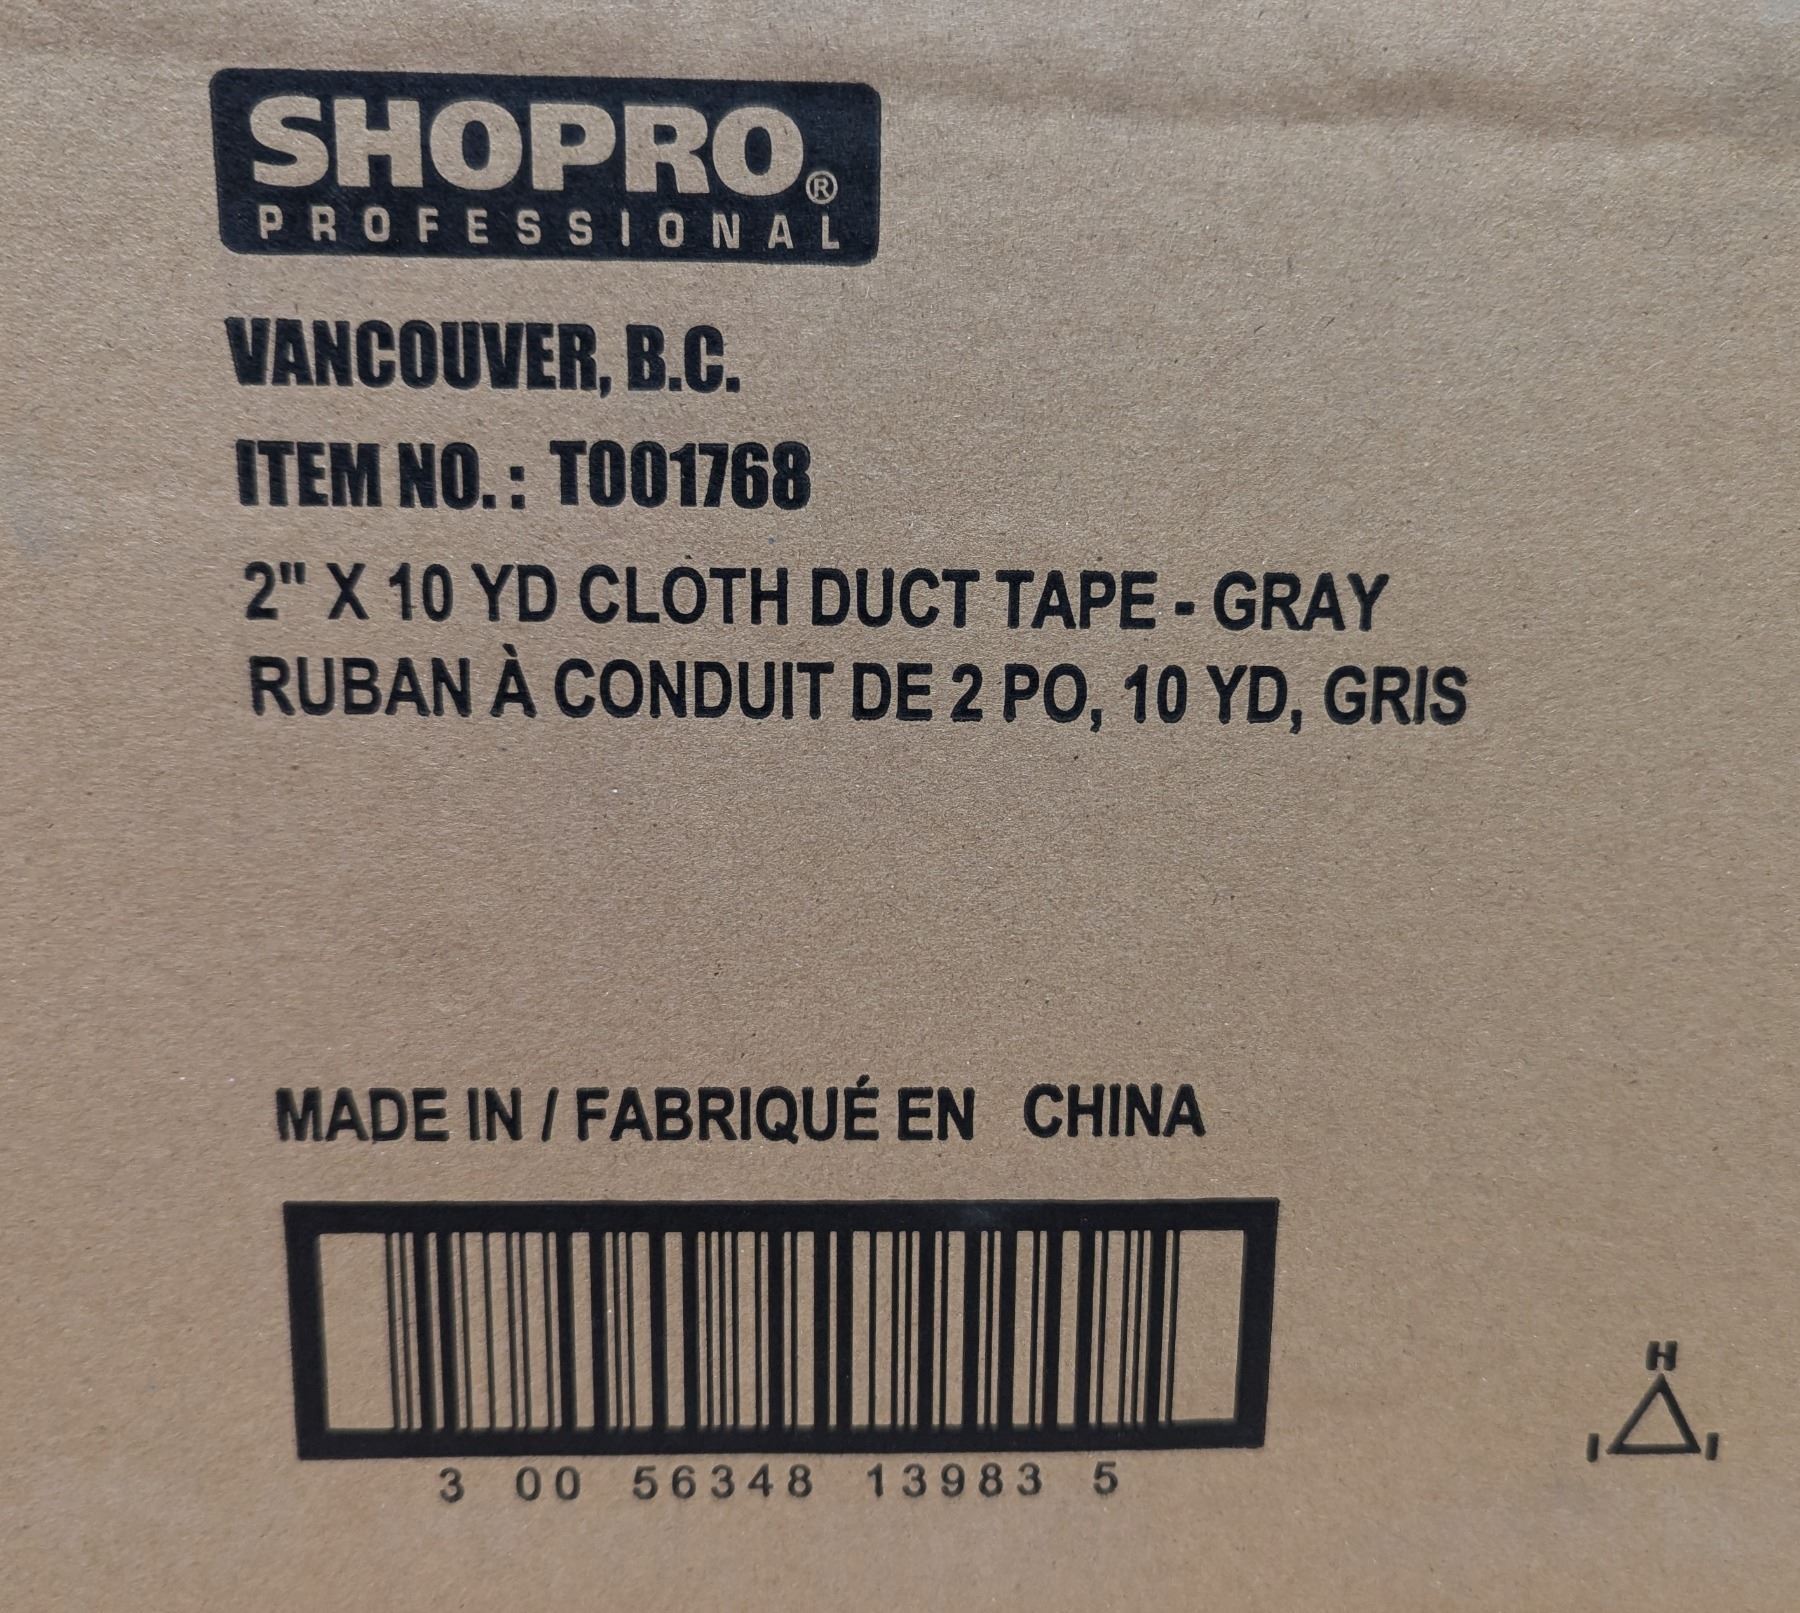 SHOPRO®
PROFESSIONAL
VANCOUVER, B.C.
ITEM NO. : T001768
2" X 10 YD CLOTH DUCT TAPE - GRAY
RUBAN À CONDUIT DE 2 PO, 10 YD, GRIS
MADE IN / FABRIQUÉ EN CHINA
3 00 56348 13983 5
H
I I